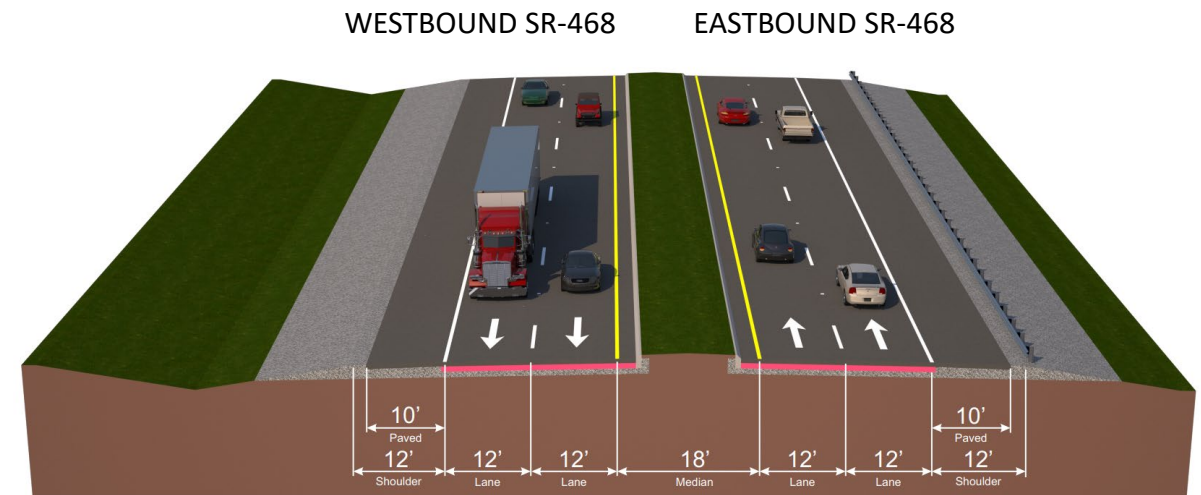 WESTBOUND SR-468 EASTBOUND SR-468
10’ 10’
Paved Paved
12’ 12’ 12’ 18’ 12’ 12’ 12’
Shoulder Lane Lane Median Lane Lane Shoulder